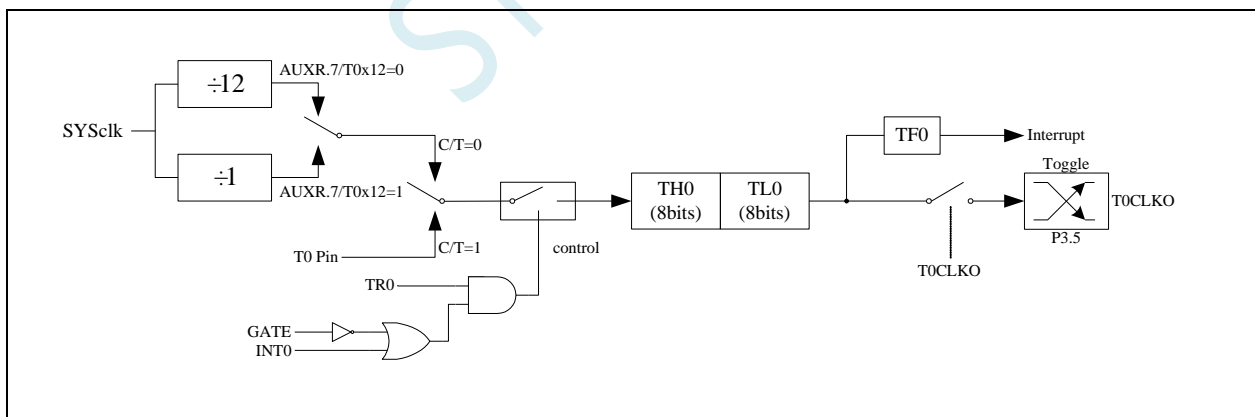 ÷12
AUXR.7/T0x12=0
SYSclk
÷1
AUXR.7/T0x12=1
C/T=0
C/T=1
T0 Pin
control
TR0
GATE
INT0
TH0
(8bits)
TL0
(8bits)
TF0
Interrupt
Toggle
T0CLKO
P3.5
T0CLKO